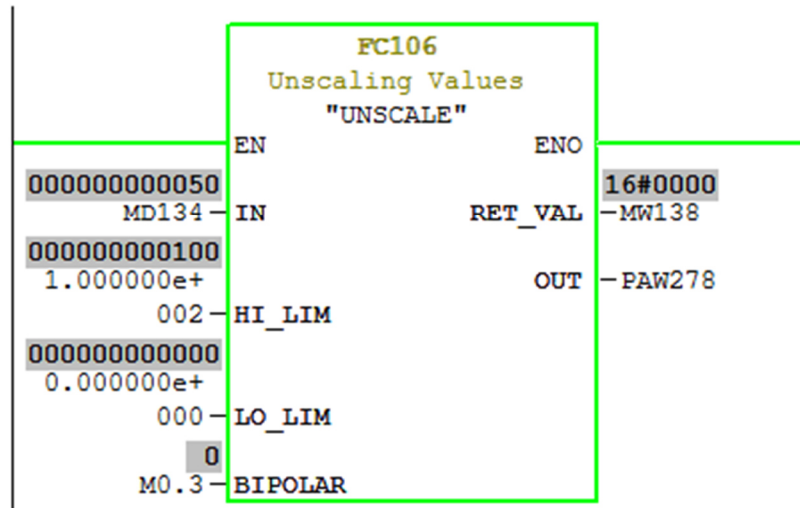 FC106
Unscaling Values
"UNSCALE"
EN ENO
000000000050 16#0000
MD134 IN RET_VAL MW138
000000000100
1.000000e+ OUT PAW278
002 HI_LIM
000000000000
0.000000e+
000 LO_LIM
0
M0.3 BIPOLAR